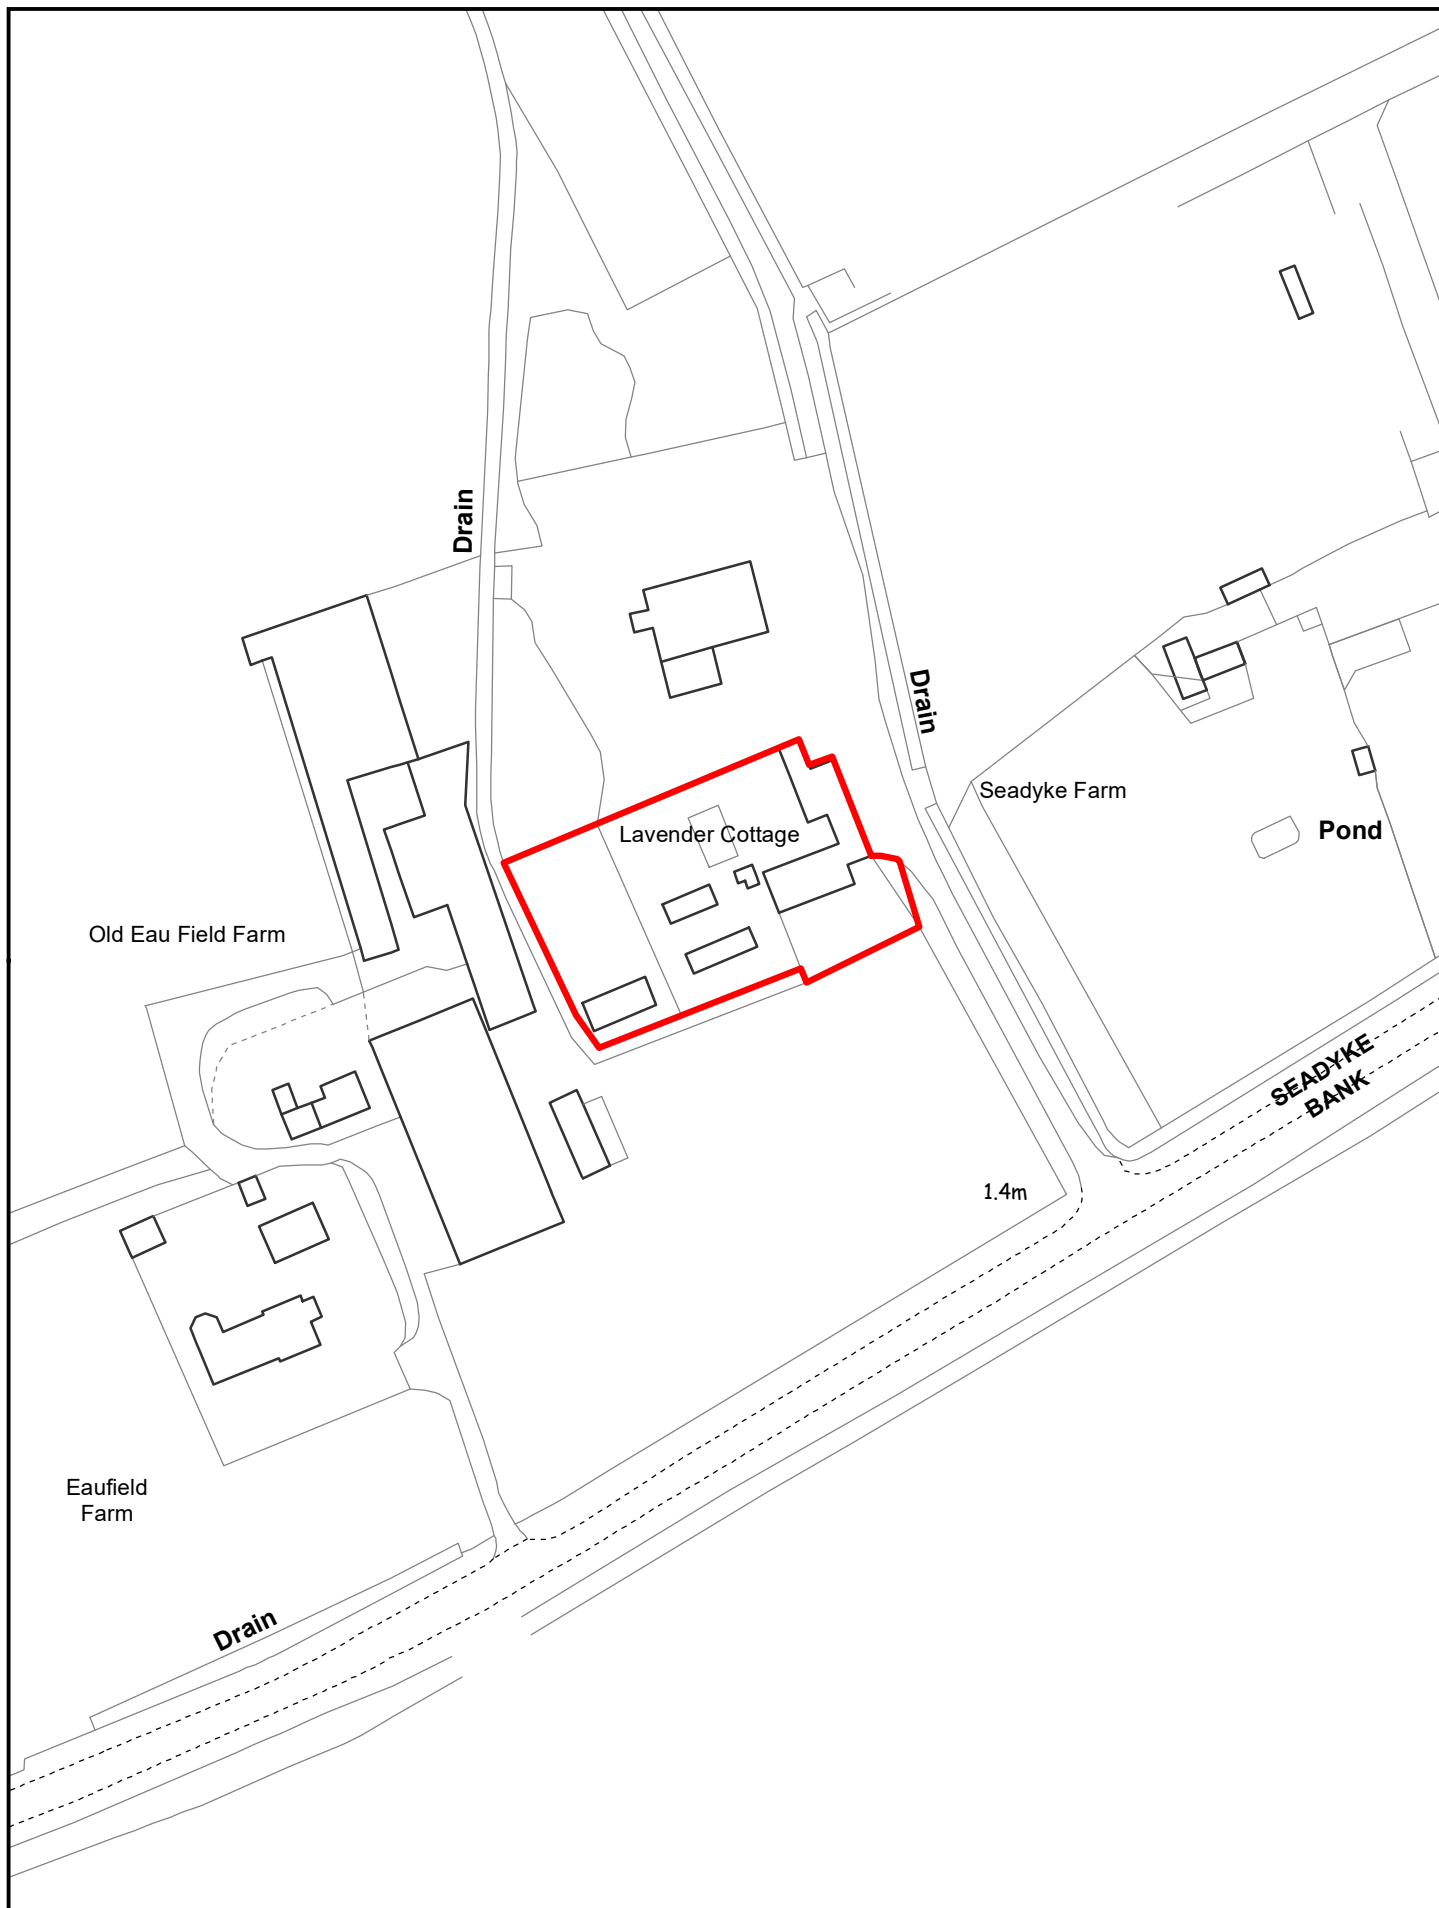 Drain
Drain
Seadyke Farm
Lavender Cottage
Pond
Old Eau Field Farm
SEADYKE
BANK
1.4m
Eaufield
Farm
Drain